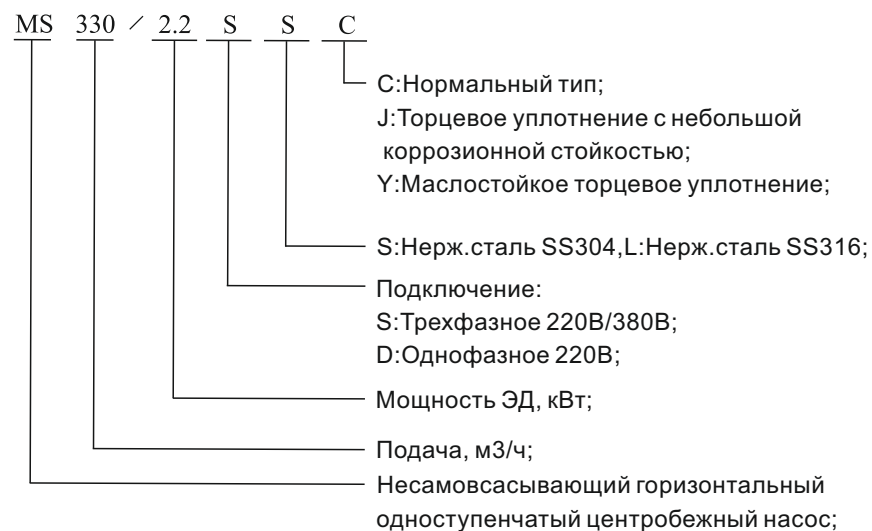 MS 330 / 2.2 S S C
C:Нормальный тип;
J:Торцевое уплотнение с небольшой
коррозионной стойкостью;
Y:Маслостойкое торцевое уплотнение;
S:Нерж.сталь SS304,L:Нерж.сталь SS316;
Подключение:
S:Трехфазное 220В/380В;
D:Однофазное 220В;
Мощность ЭД, кВт;
Подача, м3/ч;
Несамовсасывающий горизонтальный
одноступенчатый центробежный насос;